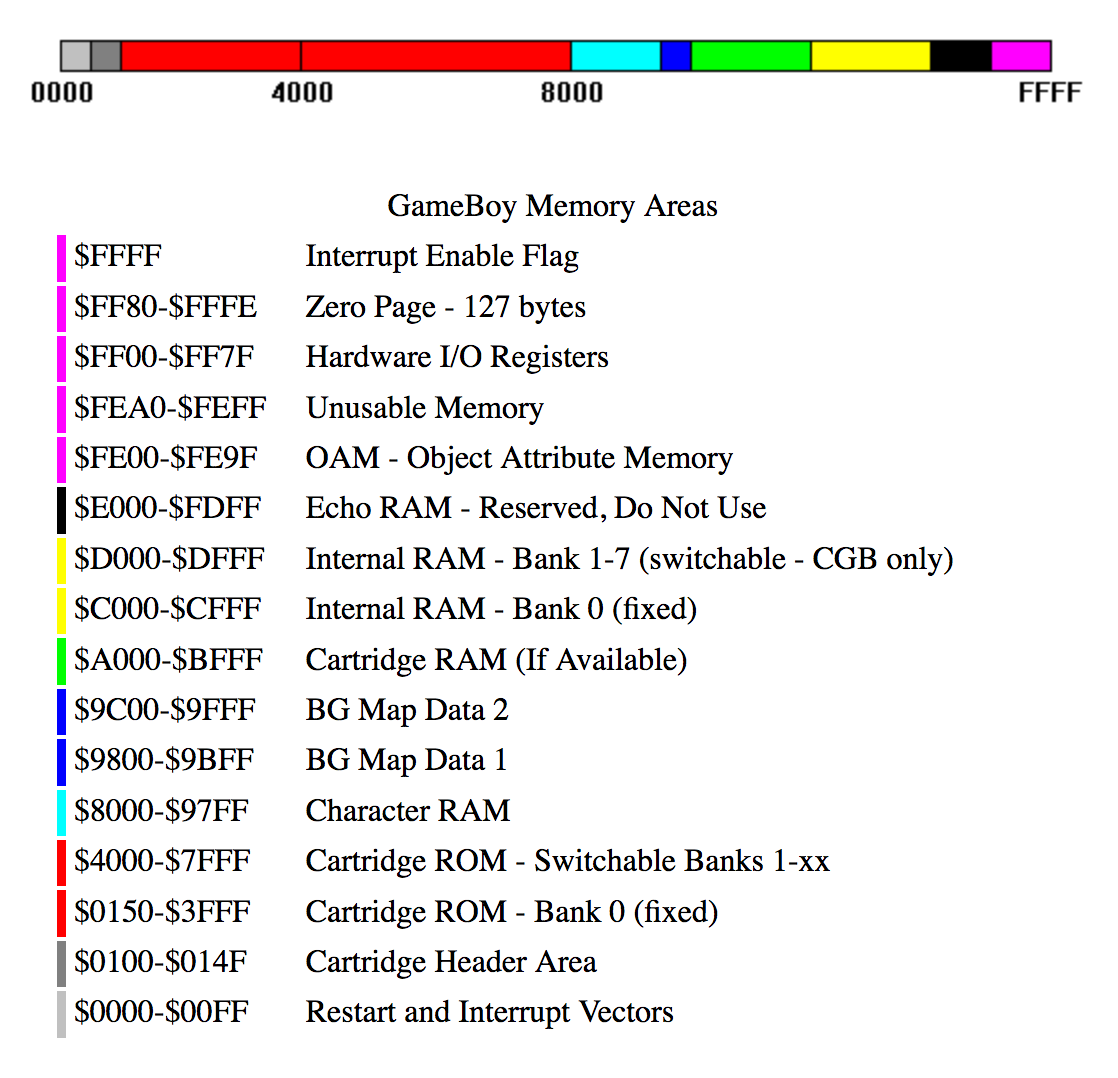 0000 4000 8000 FFFF
GameBoy Memory Areas
$FFFF Interrupt Enable Flag
$FF80-$FFFE Zero Page - 127 bytes
$FF00-$FF7F Hardware I/O Registers
$FEA0-$FEFF Unusable Memory
$FE00-$FE9F OAM - Object Attribute Memory
$E000-$FDFF Echo RAM - Reserved, Do Not Use
$D000-$DFFF Internal RAM - Bank 1-7 (switchable - CGB only)
$C000-$CFFF Internal RAM - Bank 0 (fixed)
$A000-$BFFF Cartridge RAM (If Available)
$9C00-$9FFF BG Map Data 2
$9800-$9BFF BG Map Data 1
$8000-$97FF Character RAM
$4000-$7FFF Cartridge ROM - Switchable Banks 1-xx
$0150-$3FFF Cartridge ROM - Bank 0 (fixed)
$0100-$014F Cartridge Header Area
$0000-$00FF Restart and Interrupt Vectors